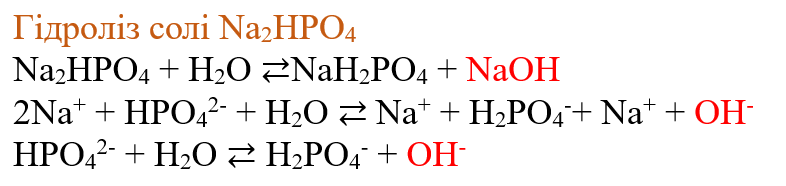 Гідроліз солі Na₂HPO₄
Na₂HPO₄ + H₂O ⇄NaH₂PO₄ + NaOH
2Na⁺ + HPO₄²⁻ + H₂O ⇄ Na⁺ + H₂PO₄⁻+ Na⁺ + OH⁻
HPO₄²⁻ + H₂O ⇄ H₂PO₄⁻ + OH⁻